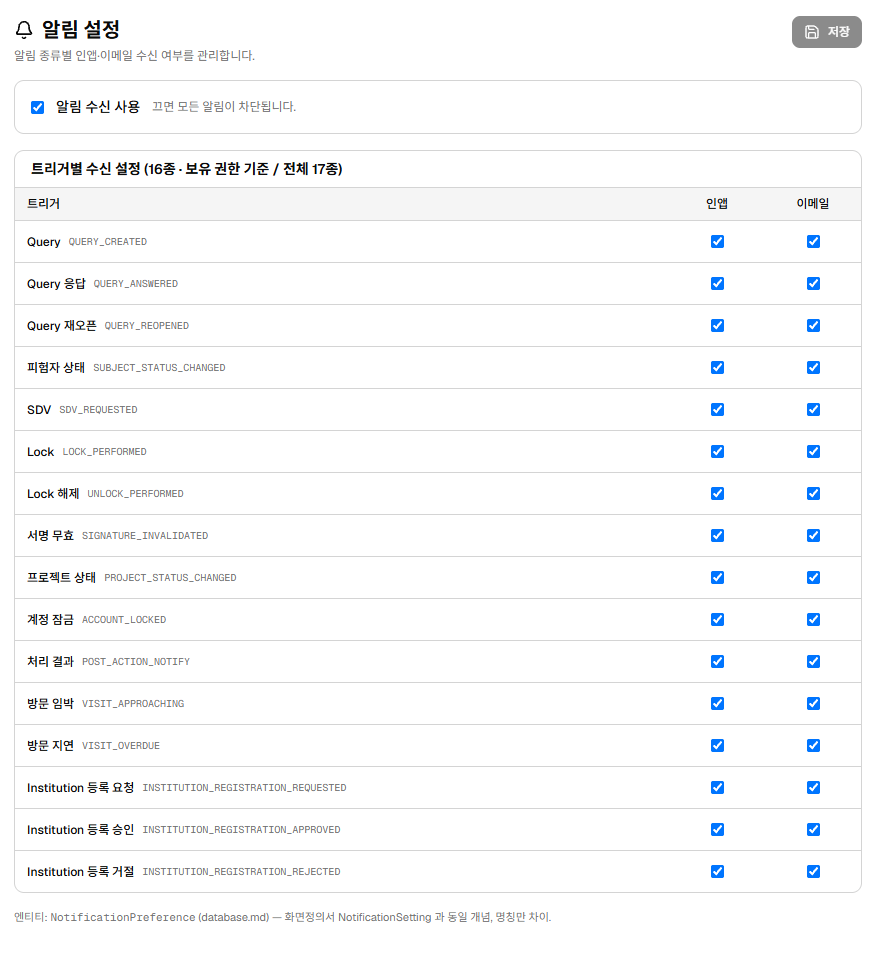 알림 설정
저장
알림 종류별 인앱·이메일 수신 여부를 관리합니다.
알림 수신 사용 끄면 모든 알림이 차단됩니다.
트리거별 수신 설정 (16종 · 보유 권한 기준 / 전체 17종)
트리거 인앱 이메일
Query QUERY_CREATED
Query 응답 QUERY_ANSWERED
Query 재오픈 QUERY_REOPENED
피험자 상태 SUBJECT_STATUS_CHANGED
SDV SDV_REQUESTED
Lock LOCK_PERFORMED
Lock 해제 UNLOCK_PERFORMED
서명 무효 SIGNATURE_INVALIDATED
프로젝트 상태 PROJECT_STATUS_CHANGED
계정 잠금 ACCOUNT_LOCKED
처리 결과 POST_ACTION_NOTIFY
방문 임박 VISIT_APPROACHING
방문 지연 VISIT_OVERDUE
Institution 등록 요청 INSTITUTION_REGISTRATION_REQUESTED
Institution 등록 승인 INSTITUTION_REGISTRATION_APPROVED
Institution 등록 거절 INSTITUTION_REGISTRATION_REJECTED
엔티티: NotificationPreference (database.md) — 화면정의서 NotificationSetting 과 동일 개념, 명칭만 차이.